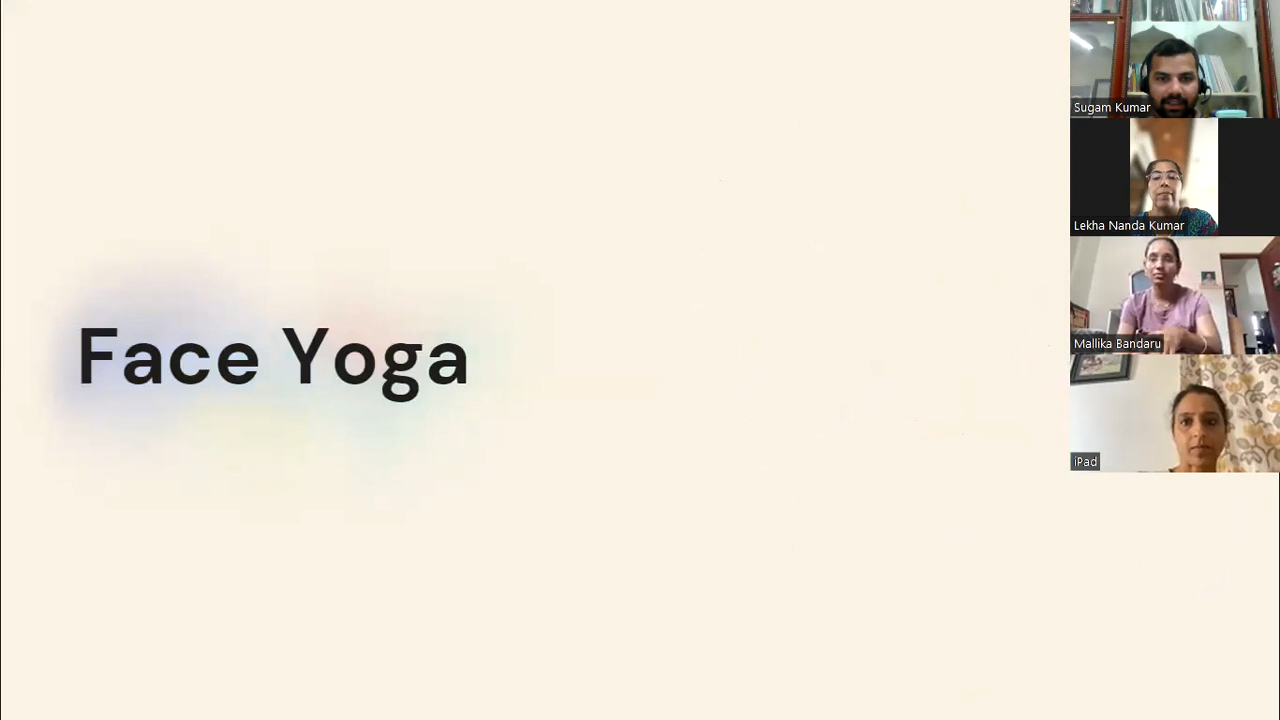 Face Yoga
Sugam Kumar
Lekha Nanda Kumar
Mallika Bandaru
iPad